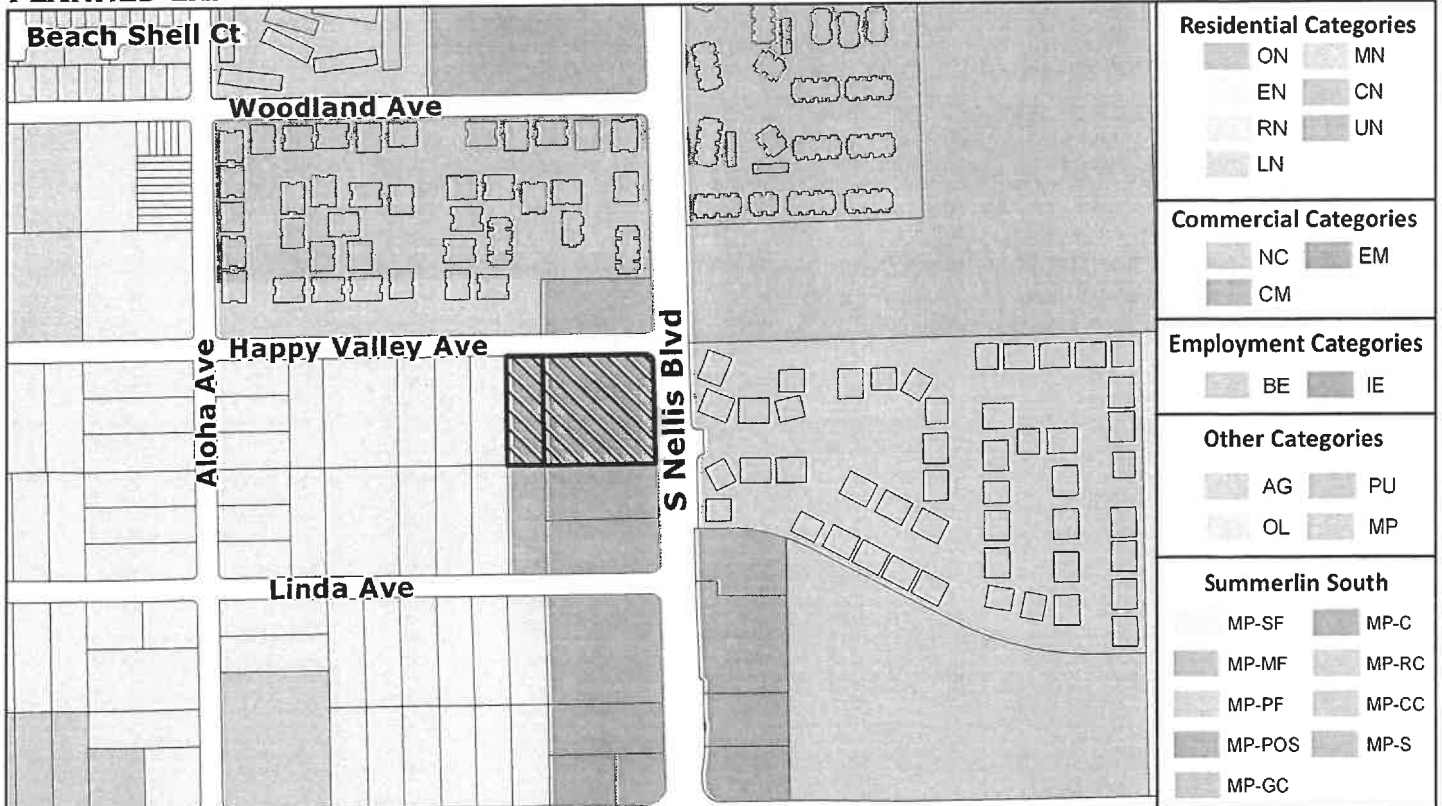 Beach Shell Ct
Woodland Ave
Happy Valley Ave
Aloha Ave
S Nellis Blvd
Linda Ave
Residential Categories
ON MN
EN CN
RN UN
LN
Commercial Categories
NC EM
CM
Employment Categories
BE IE
Other Categories
AG PU
OL MP
Summerlin South
MP-SF MP-C
MP-MF MP-RC
MP-PF MP-CC
MP-POS MP-S
MP-GC